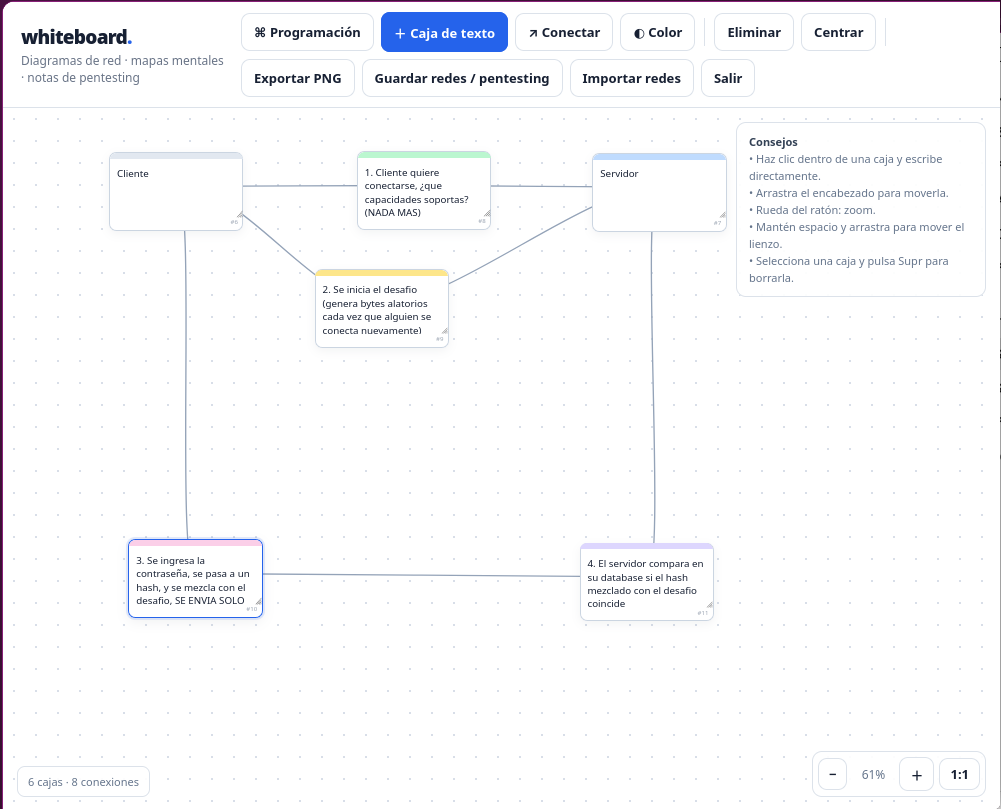 whiteboard.
Diagramas de red · mapas mentales
· notas de pentesting
⌘ Programación
+ Caja de texto
↗ Conectar
◐ Color
Eliminar
Centrar
Exportar PNG
Guardar redes / pentesting
Importar redes
Salir
Consejos
• Haz clic dentro de una caja y escribe
directamente.
• Arrastra el encabezado para moverla.
• Rueda del ratón: zoom.
• Mantén espacio y arrastra para mover el
lienzo.
• Selecciona una caja y pulsa Supr para
borrarla.
Cliente
#6
1. Cliente quiere
conectarse, ¿que
capacidades soportas?
(NADA MAS)
#8
Servidor
#7
2. Se inicia el desafio
(genera bytes alatorios
cada vez que alguien se
conecta nuevamente)
#9
3. Se ingresa la
contraseña, se pasa a un
hash, y se mezcla con el
desafio, SE ENVIA SOLO
#10
4. El servidor compara en
su database si el hash
mezclado con el desafio
coincide
#11
6 cajas · 8 conexiones
−
61%
+
1:1